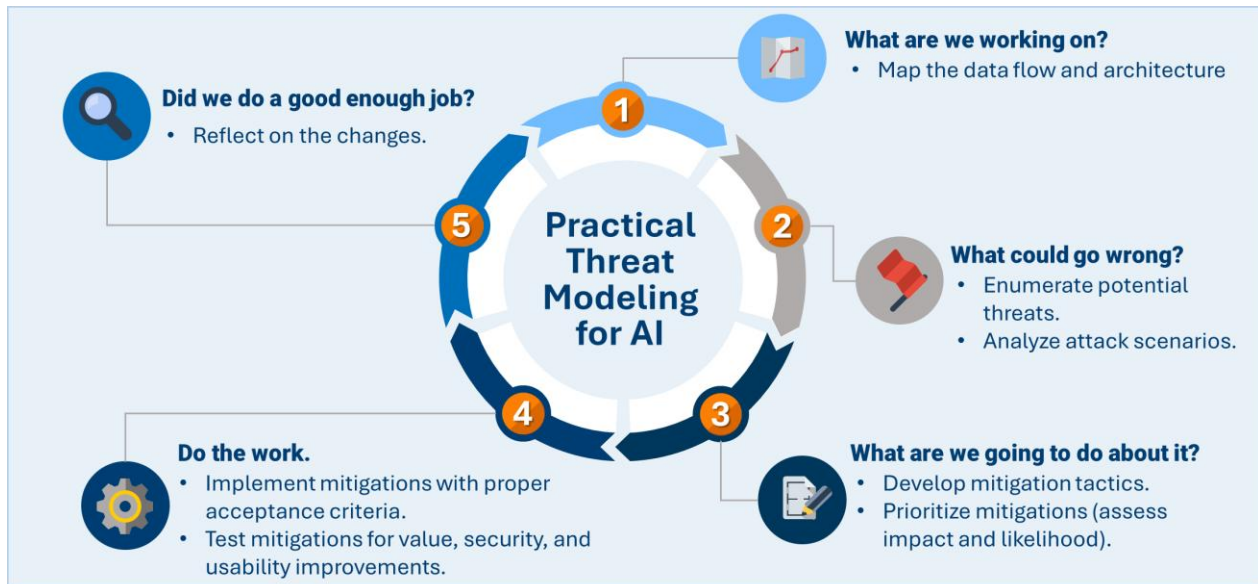 Practical
Threat
Modeling
for AI
1
What are we working on?
• Map the data flow and architecture
2
What could go wrong?
• Enumerate potential
threats.
• Analyze attack scenarios.
3
What are we going to do about it?
• Develop mitigation tactics.
• Prioritize mitigations (assess
impact and likelihood).
4
Do the work.
• Implement mitigations with proper
acceptance criteria.
• Test mitigations for value, security, and
usability improvements.
5
Did we do a good enough job?
• Reflect on the changes.